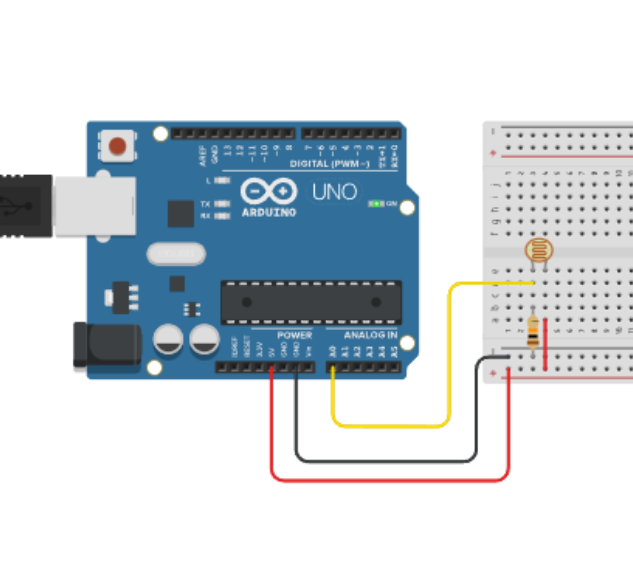 AREF
GND
13
12
~11
~10
~9
8
7
~6
~5
4
~3
2
TX→1
RX←0
DIGITAL (PWM~)
L
TX
RX
UNO
ON
ARDUINO
POWER
ANALOG IN
IOREF
RESET
3.3V
5V
GND
GND
Vin
A0
A1
A2
A3
A4
A5